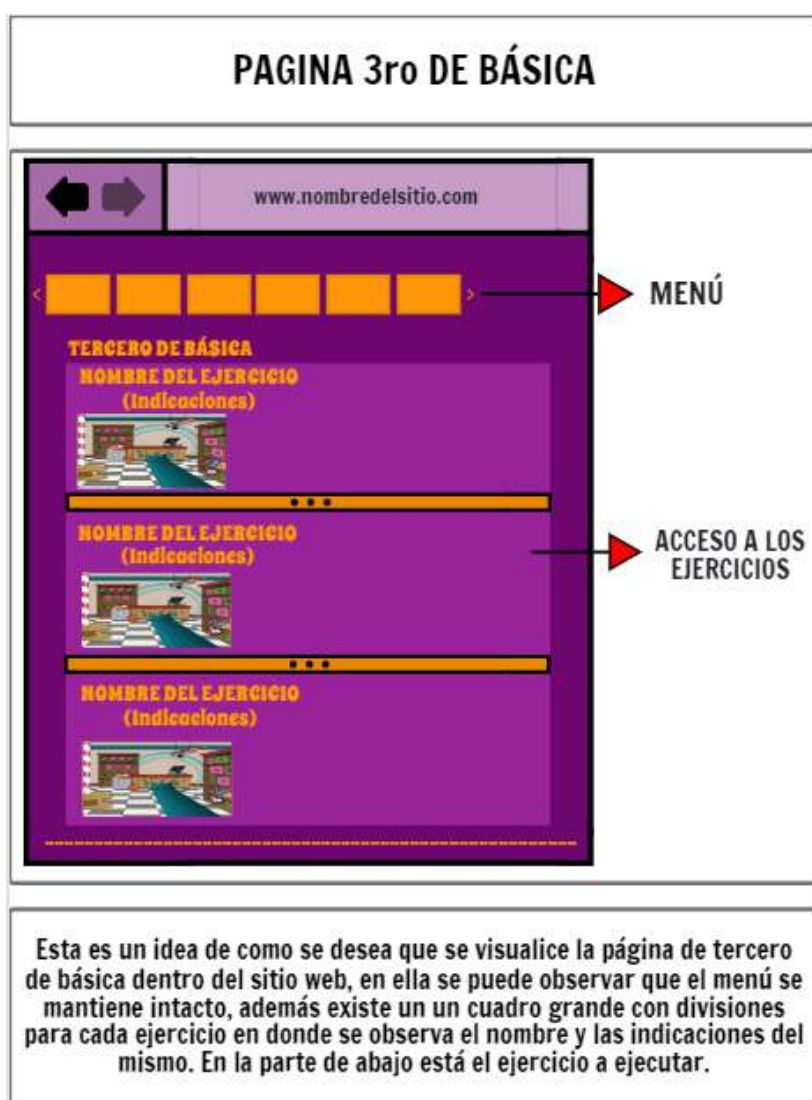 PAGINA 3ro DE BÁSICA
www.nombredelsitio.com
< >
MENÚ
TERCERO DE BÁSICA
NOMBRE DEL EJERCICIO
(Indicaciones)
NOMBRE DEL EJERCICIO
(Indicaciones)
ACCESO A LOS
EJERCICIOS
NOMBRE DEL EJERCICIO
(Indicaciones)
Esta es un idea de como se desea que se visualice la página de tercero
de básica dentro del sitio web, en ella se puede observar que el menú se
mantiene intacto, además existe un un cuadro grande con divisiones
para cada ejercicio en donde se observa el nombre y las indicaciones del
mismo. En la parte de abajo está el ejercicio a ejecutar.